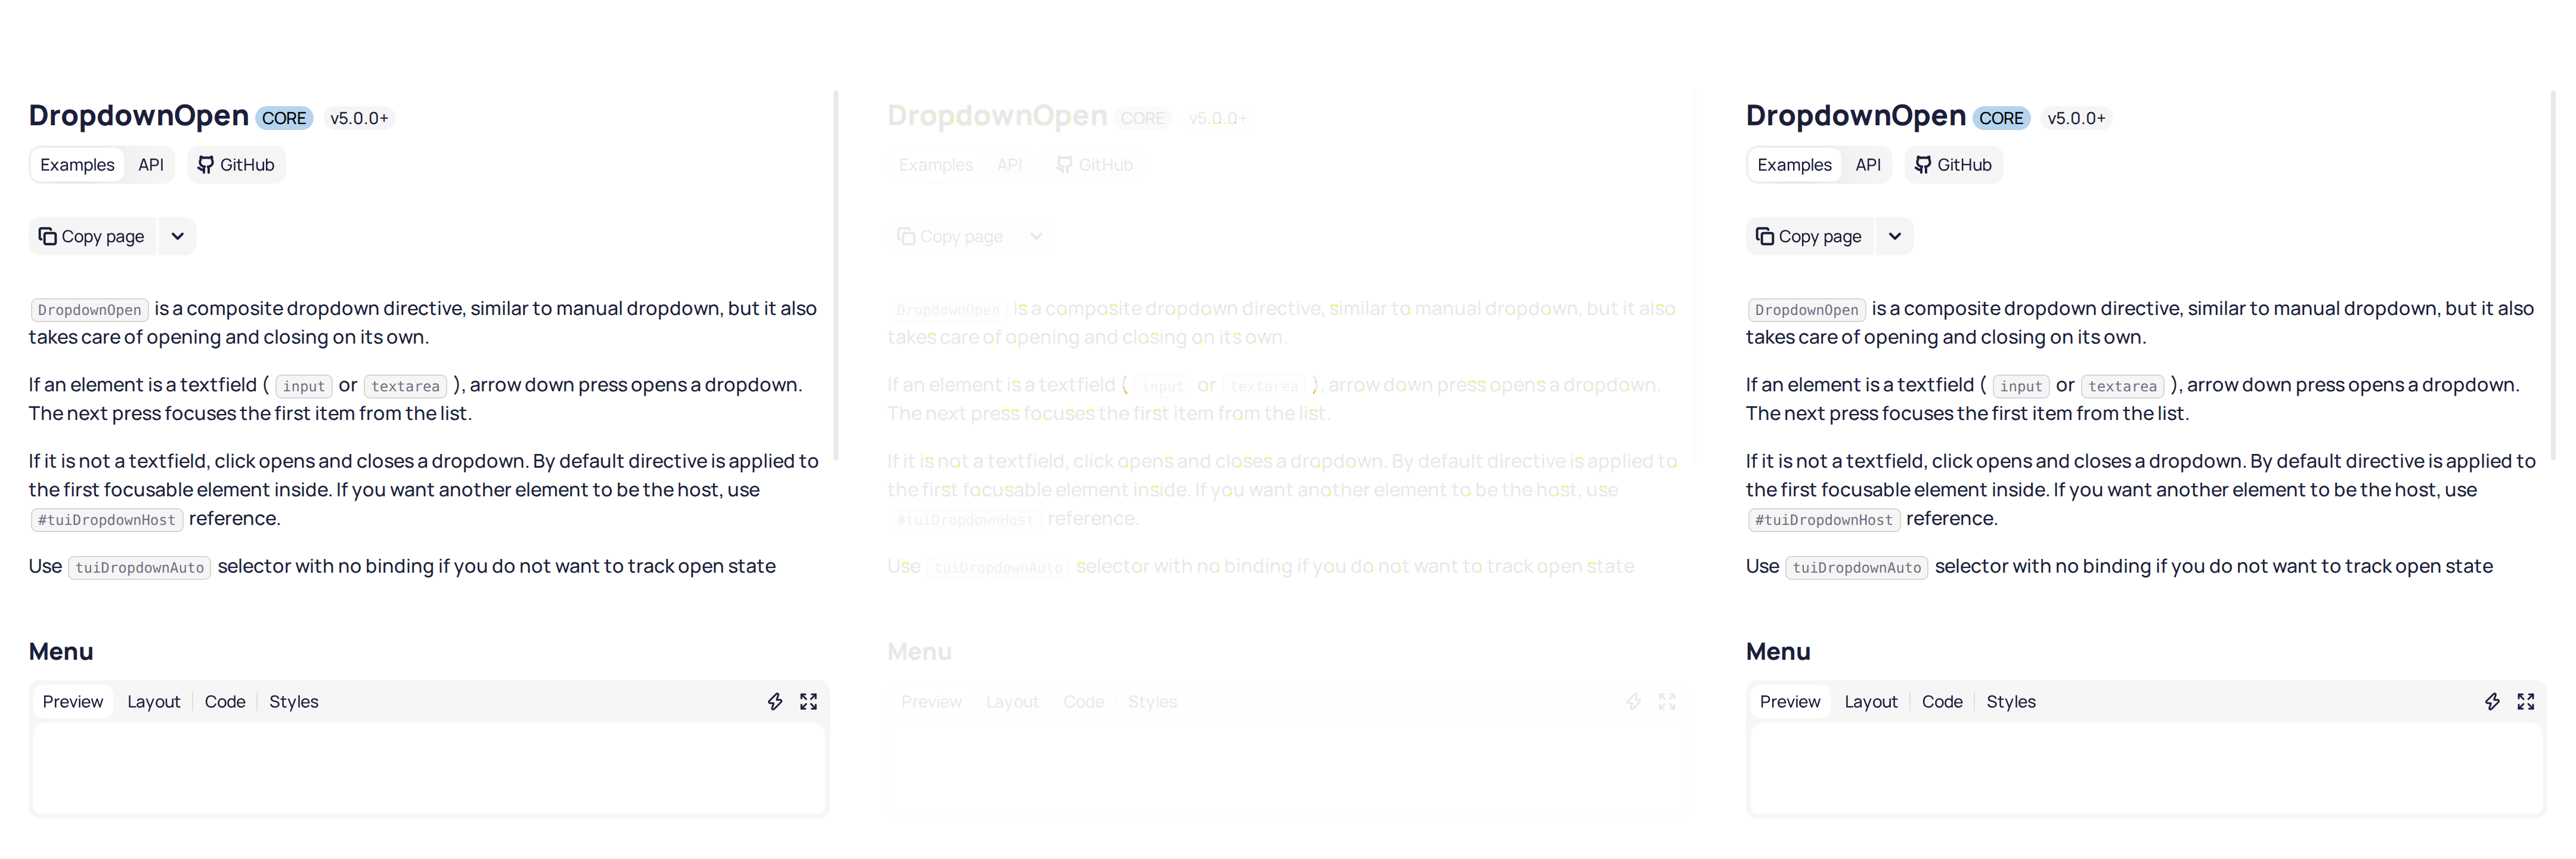 DropdownOpen CORE v5.0.0+
Examples API GitHub
Copy page
DropdownOpen is a composite dropdown directive, similar to manual dropdown, but it also
takes care of opening and closing on its own.
If an element is a textfield ( input or textarea ), arrow down press opens a dropdown.
The next press focuses the first item from the list.
If it is not a textfield, click opens and closes a dropdown. By default directive is applied to
the first focusable element inside. If you want another element to be the host, use
#tuiDropdownHost reference.
Use tuiDropdownAuto selector with no binding if you do not want to track open state
Menu
Preview Layout Code Styles
DropdownOpen CORE v5.0.0+
Examples API GitHub
Copy page
DropdownOpen is a composite dropdown directive, similar to manual dropdown, but it also
takes care of opening and closing on its own.
If an element is a textfield ( input or textarea ), arrow down press opens a dropdown.
The next press focuses the first item from the list.
If it is not a textfield, click opens and closes a dropdown. By default directive is applied to
the first focusable element inside. If you want another element to be the host, use
#tuiDropdownHost reference.
Use tuiDropdownAuto selector with no binding if you do not want to track open state
Menu
Preview Layout Code Styles
DropdownOpen CORE v5.0.0+
Examples API GitHub
Copy page
DropdownOpen is a composite dropdown directive, similar to manual dropdown, but it also
takes care of opening and closing on its own.
If an element is a textfield ( input or textarea ), arrow down press opens a dropdown.
The next press focuses the first item from the list.
If it is not a textfield, click opens and closes a dropdown. By default directive is applied to
the first focusable element inside. If you want another element to be the host, use
#tuiDropdownHost reference.
Use tuiDropdownAuto selector with no binding if you do not want to track open state
Menu
Preview Layout Code Styles